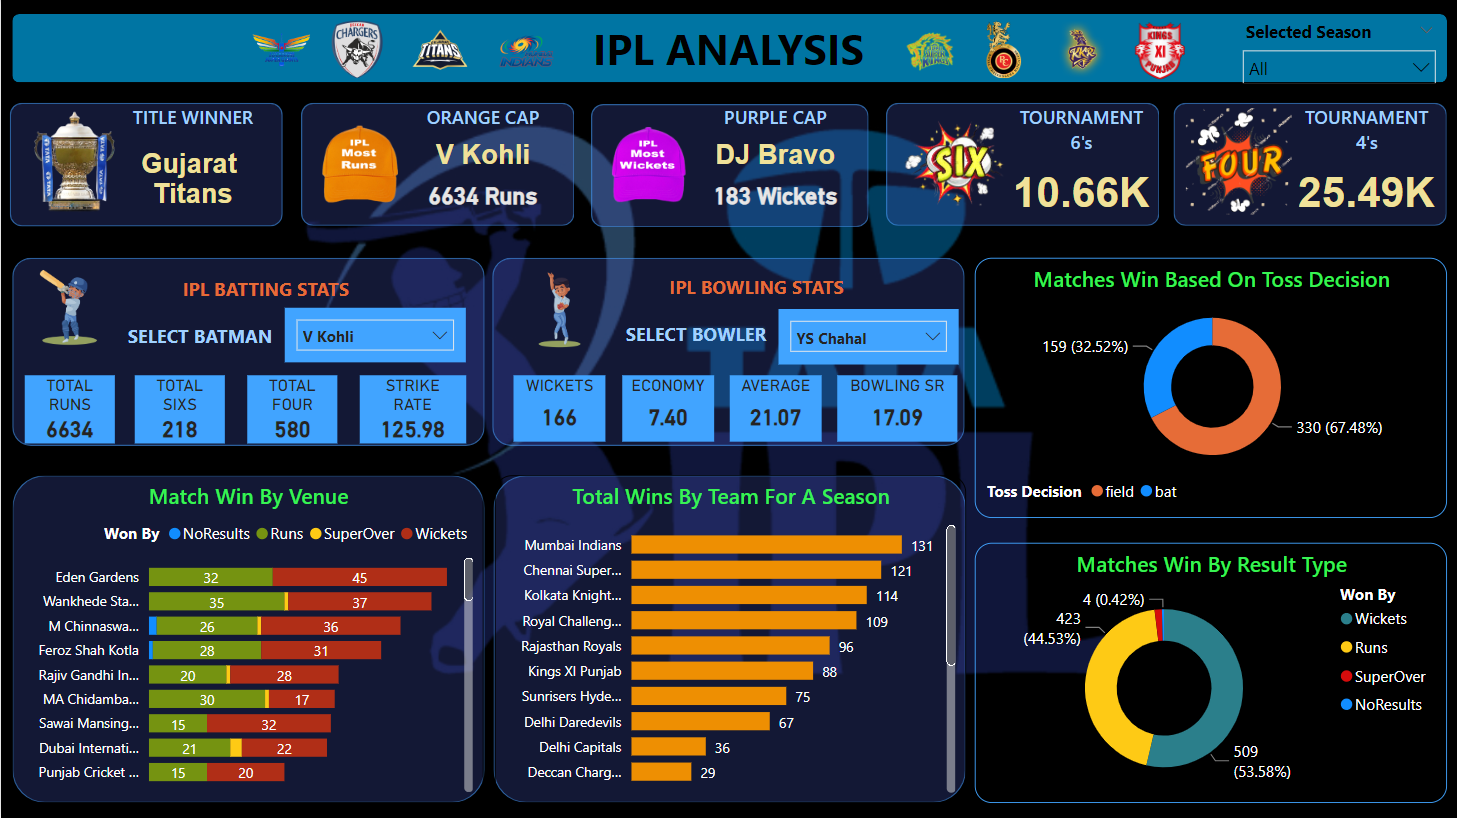 CHARGERS
TITANS
INDIANS
IPL ANALYSIS
KKR
KINGS
XI
PUNJAB
Selected Season
All
TITLE WINNER
Gujarat
Titans
ORANGE CAP
IPL
Most
Runs
V Kohli
6634 Runs
PURPLE CAP
IPL
Most
Wickets
DJ Bravo
183 Wickets
TOURNAMENT
6's
SIX
10.66K
TOURNAMENT
4's
FOUR
25.49K
IPL BATTING STATS
SELECT BATMAN
V Kohli
TOTAL
RUNS
6634
TOTAL
SIXS
218
TOTAL
FOUR
580
STRIKE
RATE
125.98
IPL BOWLING STATS
SELECT BOWLER
YS Chahal
WICKETS
166
ECONOMY
7.40
AVERAGE
21.07
BOWLING SR
17.09
TATA
IPL
Matches Win Based On Toss Decision
159 (32.52%)
330 (67.48%)
Toss Decision field bat
Match Win By Venue
Won By NoResults Runs SuperOver Wickets
Eden Gardens 32 45
Wankhede Sta... 35 37
M Chinnaswa... 26 36
Feroz Shah Kotla 28 31
Rajiv Gandhi In... 20 28
MA Chidamba... 30 17
Sawai Mansing... 15 32
Dubai Internati... 21 22
Punjab Cricket ... 15 20
Total Wins By Team For A Season
Mumbai Indians 131
Chennai Super... 121
Kolkata Knight... 114
Royal Challeng... 109
Rajasthan Royals 96
Kings XI Punjab 88
Sunrisers Hyde... 75
Delhi Daredevils 67
Delhi Capitals 36
Deccan Charg... 29
Matches Win By Result Type
4 (0.42%)
423
(44.53%)
509
(53.58%)
Won By
Wickets
Runs
SuperOver
NoResults